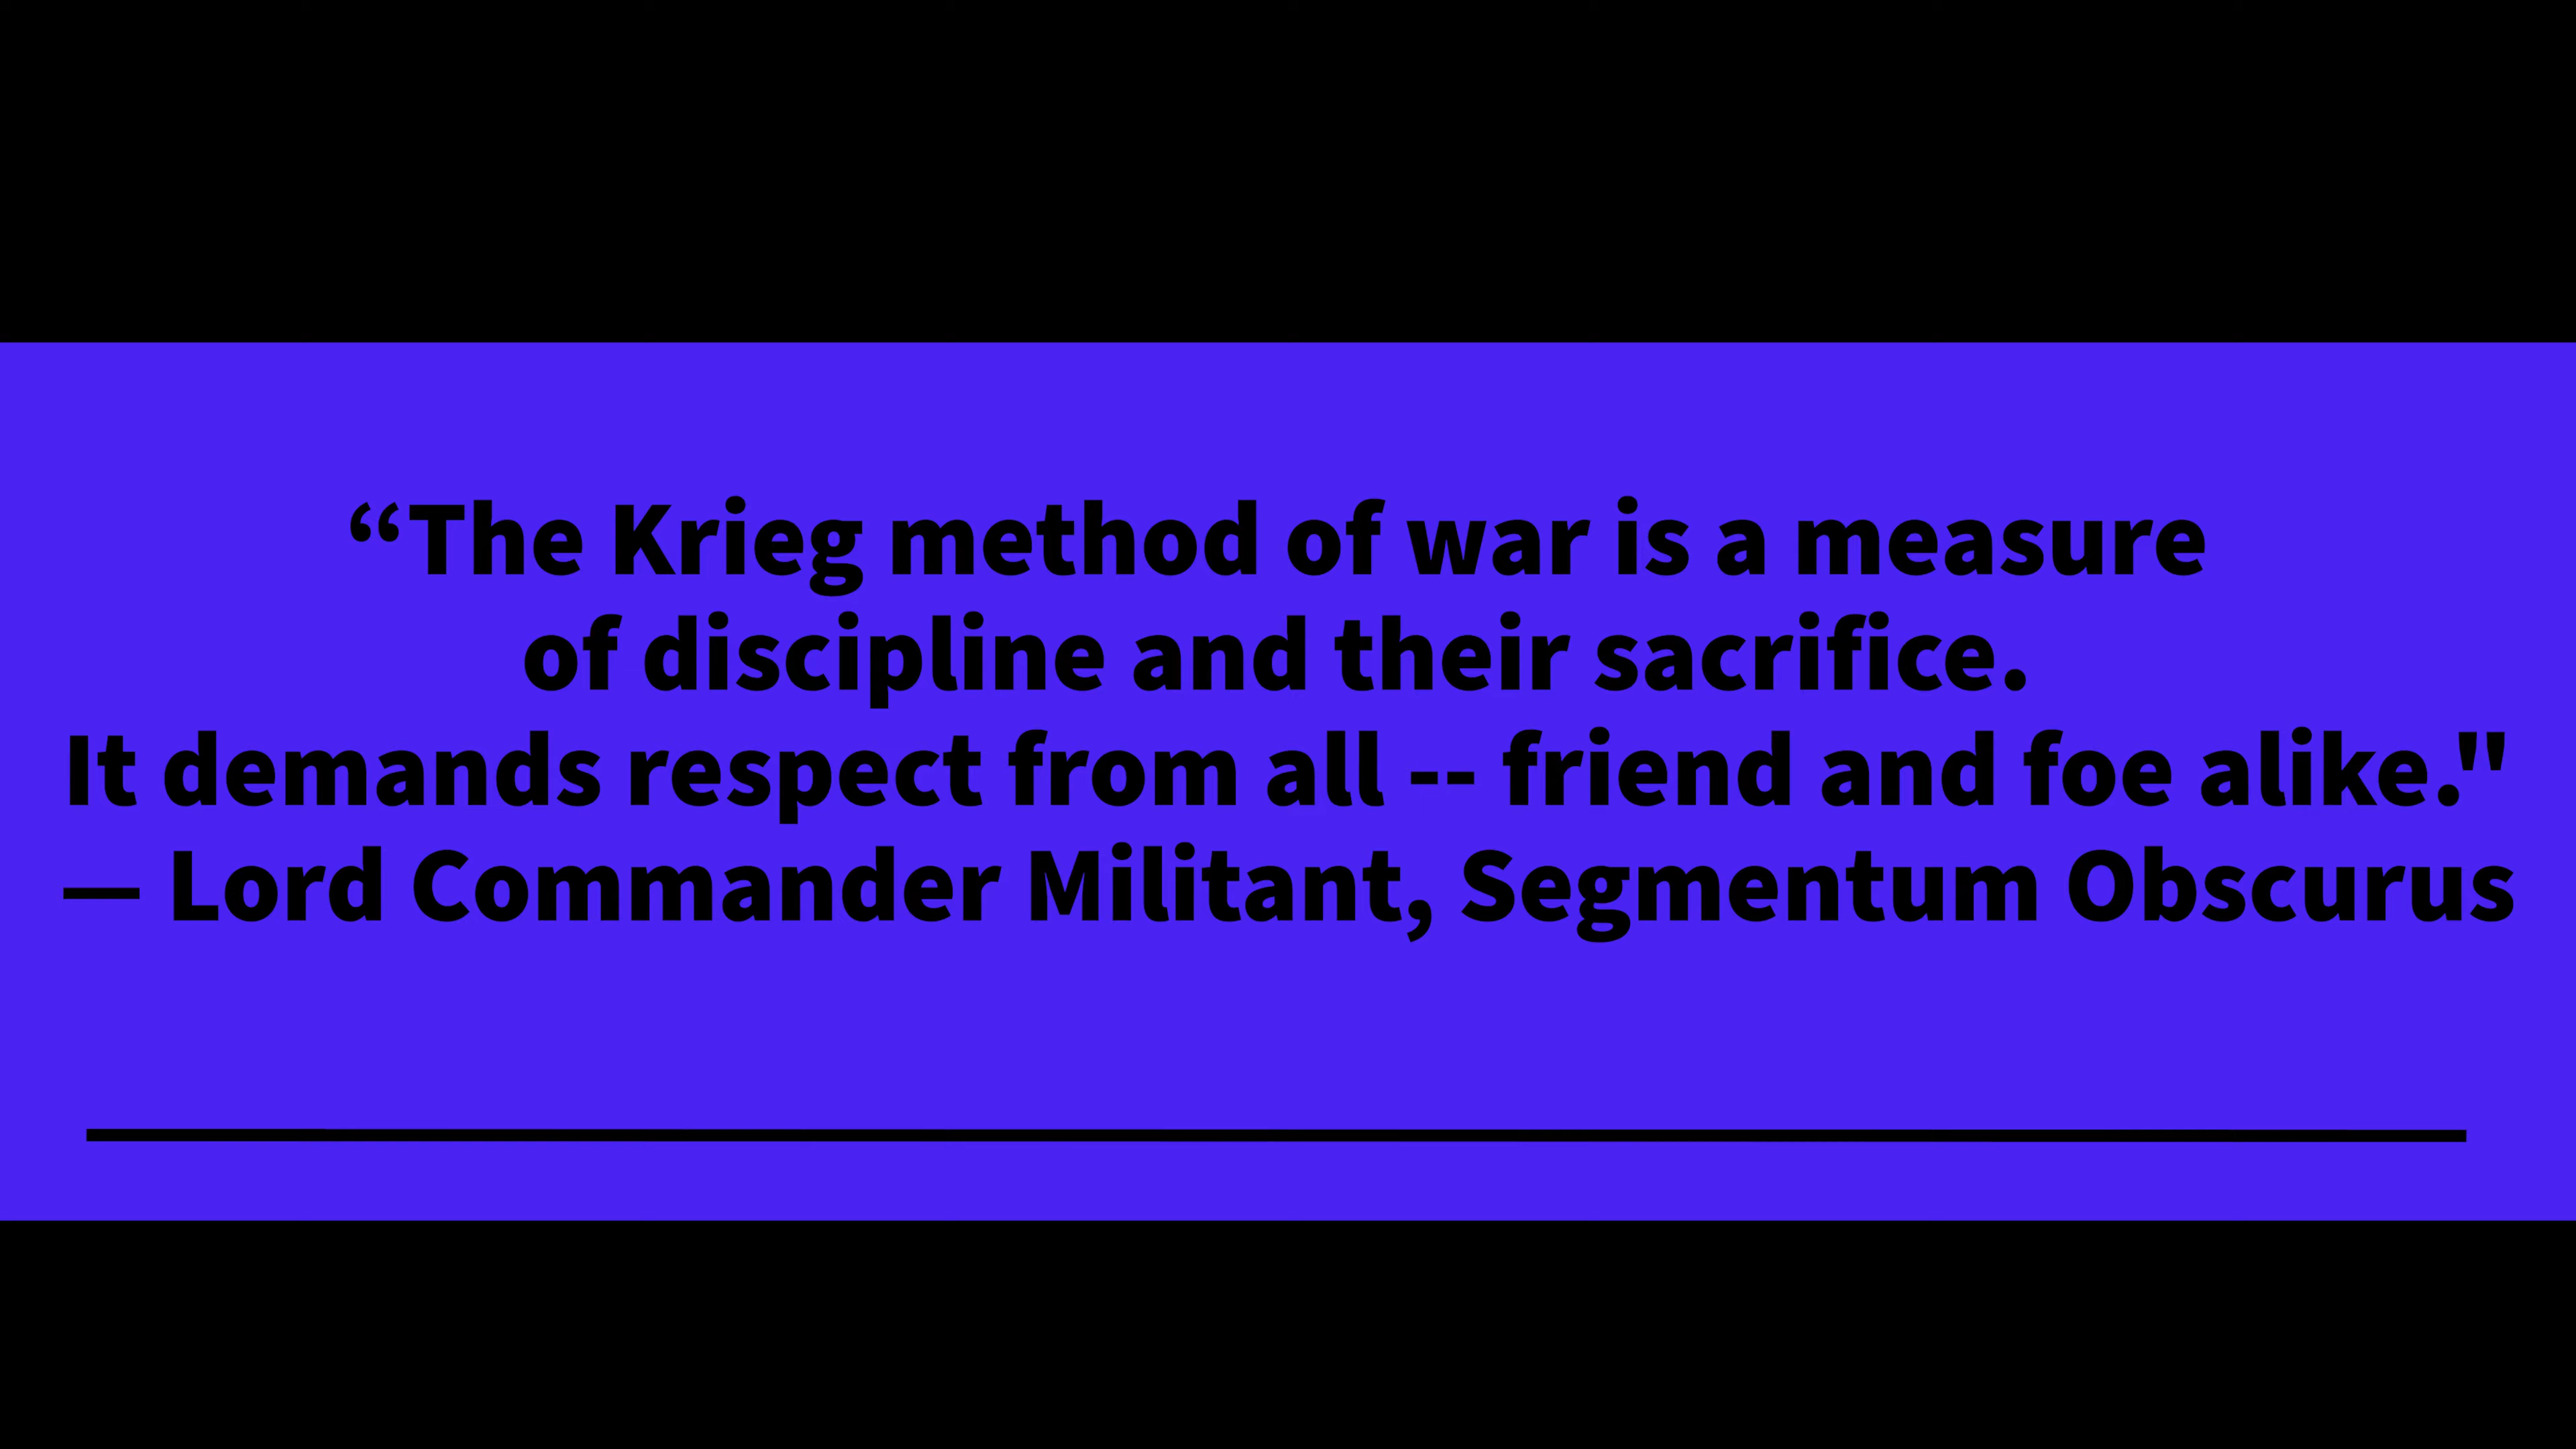 “The Krieg method of war is a measure
of discipline and their sacrifice.
It demands respect from all -- friend and foe alike."
— Lord Commander Militant, Segmentum Obscurus